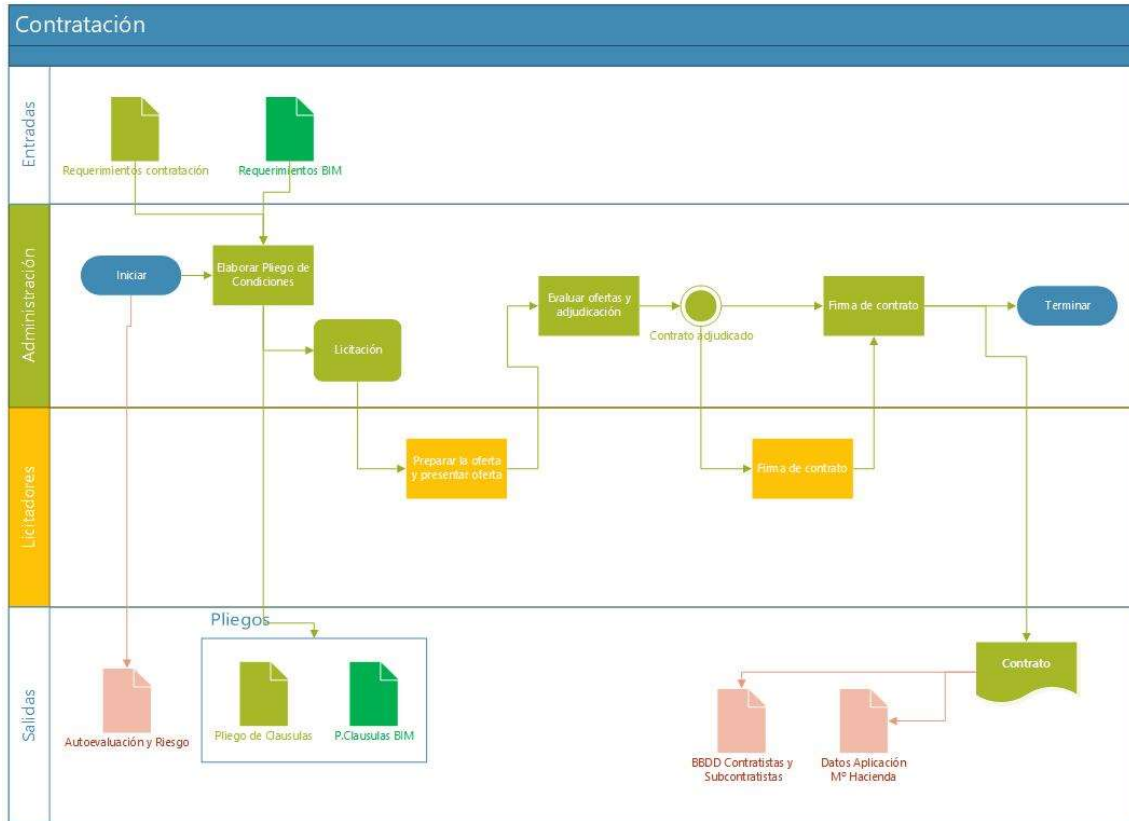 Contratación
Entradas
Requerimientos contratación
Requerimientos BIM
Administración
Iniciar
Elaborar Pliego de
Condiciones
Licitación
Evaluar ofertas y
adjudicación
Contrato adjudicado
Firma de contrato
Terminar
Licitadores
Preparar la oferta
y presentar oferta
Firma de contrato
Salidas
Autoevaluación y Riesgo
Pliegos
Pliego de Clausulas
P.Clausulas BIM
Contrato
BBDD Contratistas y
Subcontratistas
Datos Aplicación
Mº Hacienda